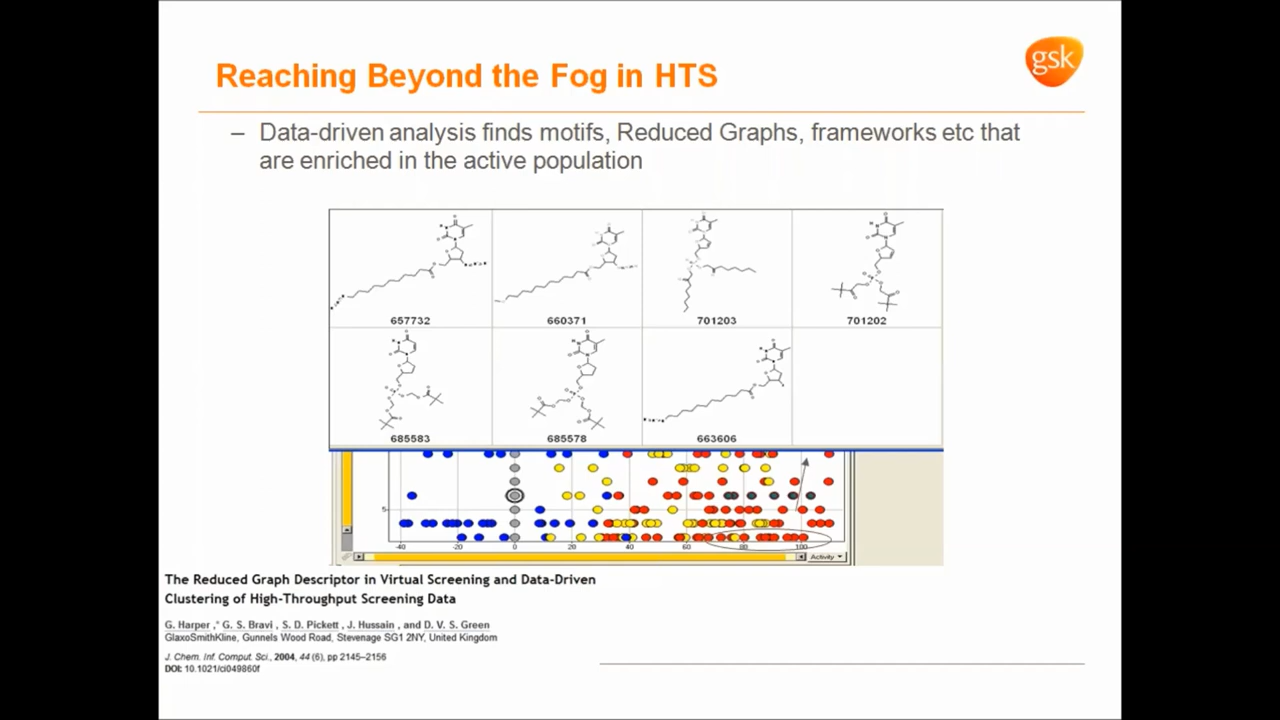 gsk
Reaching Beyond the Fog in HTS
– Data-driven analysis finds motifs, Reduced Graphs, frameworks etc that
are enriched in the active population
657732
660371
701203
701202
685583
685578
663606
5
-40
-20
0
20
40
60
80
100
Activity
The Reduced Graph Descriptor in Virtual Screening and Data-Driven
Clustering of High-Throughput Screening Data
G. Harper ,* G. S. Bravi , S. D. Pickett , J. Hussain , and D. V. S. Green
GlaxoSmithKline, Gunnels Wood Road, Stevenage SG1 2NY, United Kingdom
J. Chem. Inf. Comput. Sci., 2004, 44 (6), pp 2145–2156
DOI: 10.1021/ci049860f